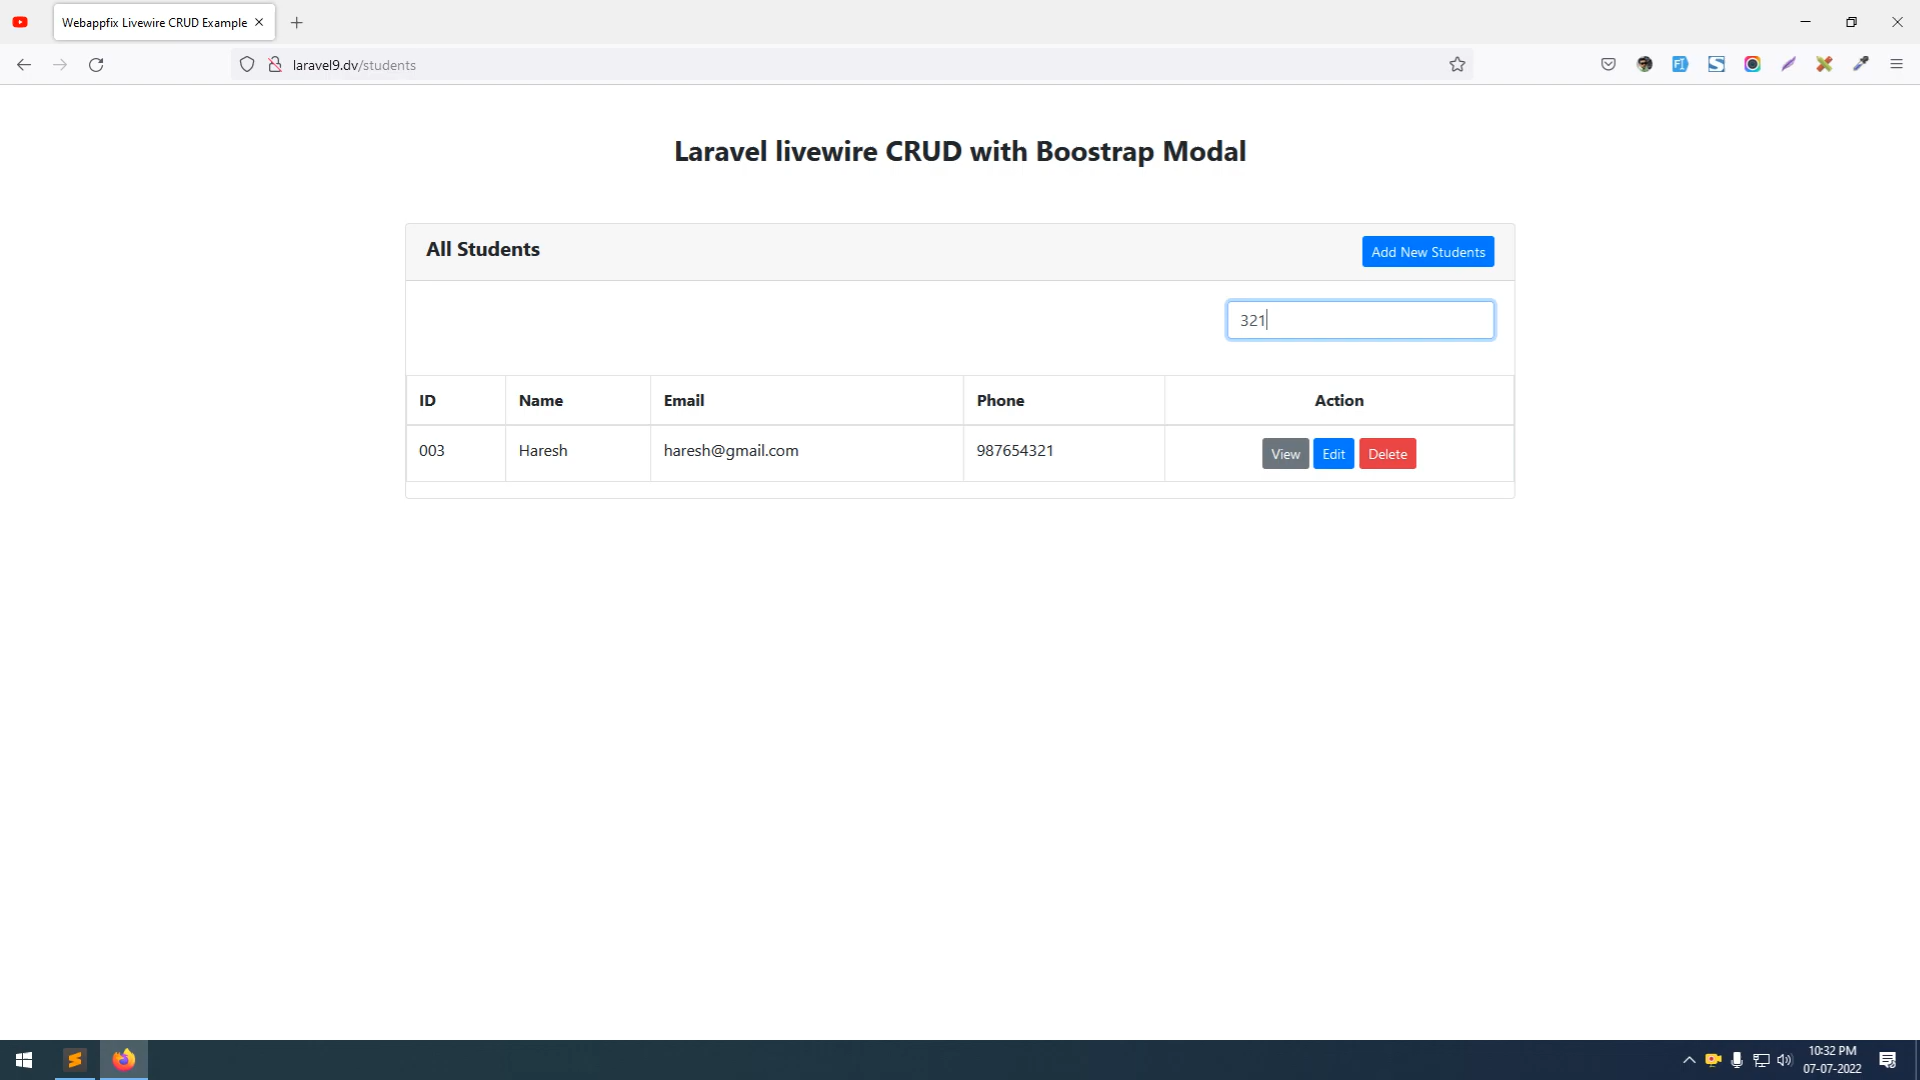 Webappfix Livewire CRUD Example
laravel9.dv/students
Laravel livewire CRUD with Boostrap Modal
All Students
Add New Students
321
ID Name Email Phone Action
003 Haresh haresh@gmail.com 987654321 View Edit Delete
10:32 PM
07-07-2022